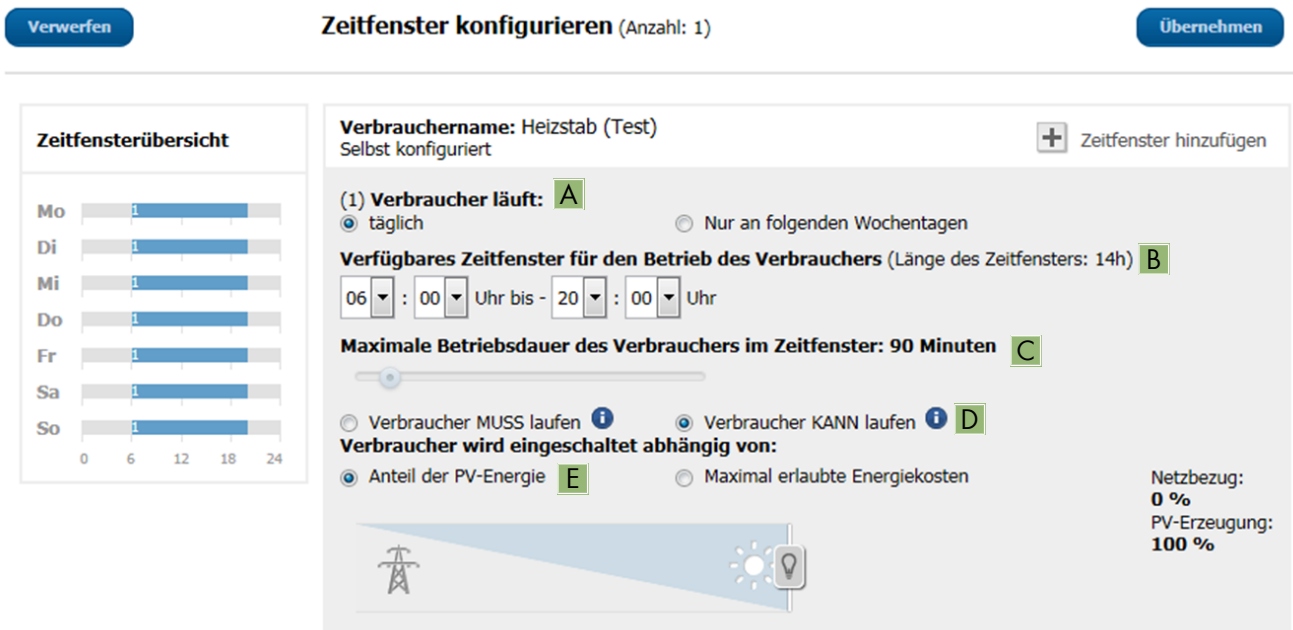 Verwerfen
Zeitfenster konfigurieren (Anzahl: 1)
Übernehmen
Zeitfensterübersicht
Mo 1
Di 1
Mi 1
Do 1
Fr 1
Sa 1
So 1
0 6 12 18 24
Verbrauchername: Heizstab (Test)
Selbst konfiguriert
+ Zeitfenster hinzufügen
(1) Verbraucher läuft: A
täglich Nur an folgenden Wochentagen
Verfügbares Zeitfenster für den Betrieb des Verbrauchers (Länge des Zeitfensters: 14h) B
06 : 00 Uhr bis - 20 : 00 Uhr
Maximale Betriebsdauer des Verbrauchers im Zeitfenster: 90 Minuten C
Verbraucher MUSS laufen i Verbraucher KANN laufen i D
Verbraucher wird eingeschaltet abhängig von:
Anteil der PV-Energie E Maximal erlaubte Energiekosten
Netzbezug:
0 %
PV-Erzeugung:
100 %